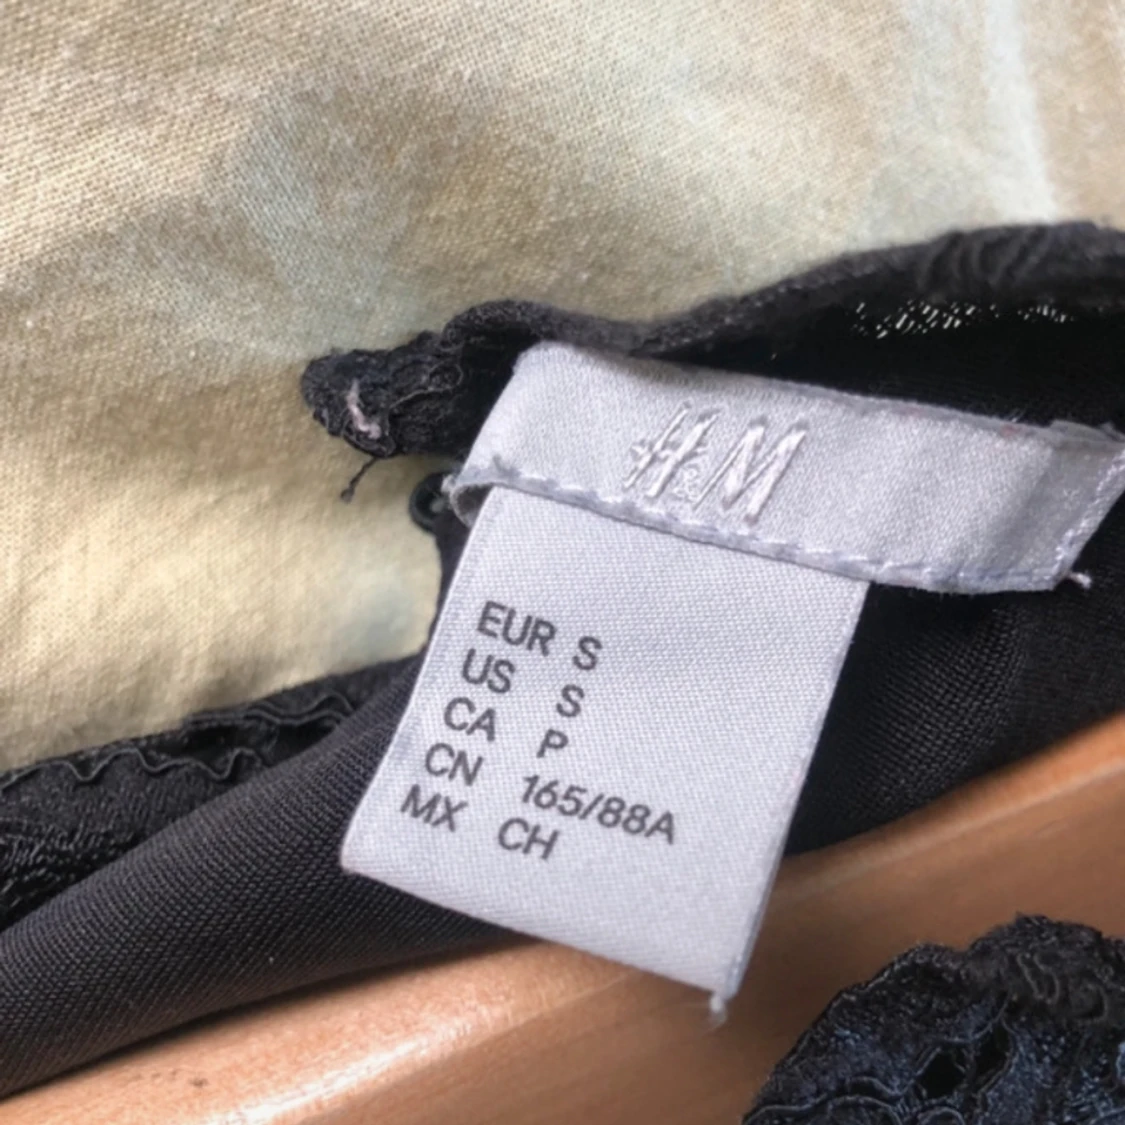 H&M
EUR S
US S
CA P
CN 165/88A
MX CH